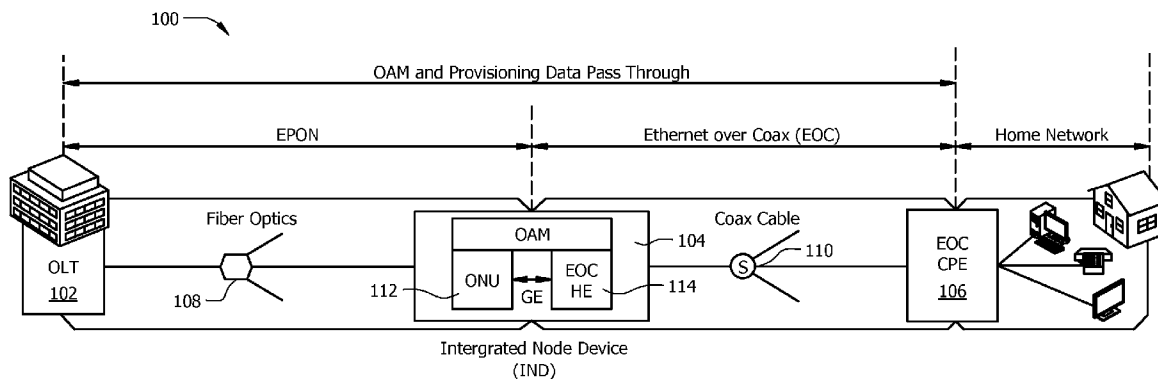 100
OAM and Provisioning Data Pass Through
EPON
Ethernet over Coax (EOC)
Home Network
Fiber Optics
Coax Cable
OLT
102
108
OAM
104
ONU
GE
EOC
HE
112
114
S
110
EOC
CPE
106
Intergrated Node Device
(IND)